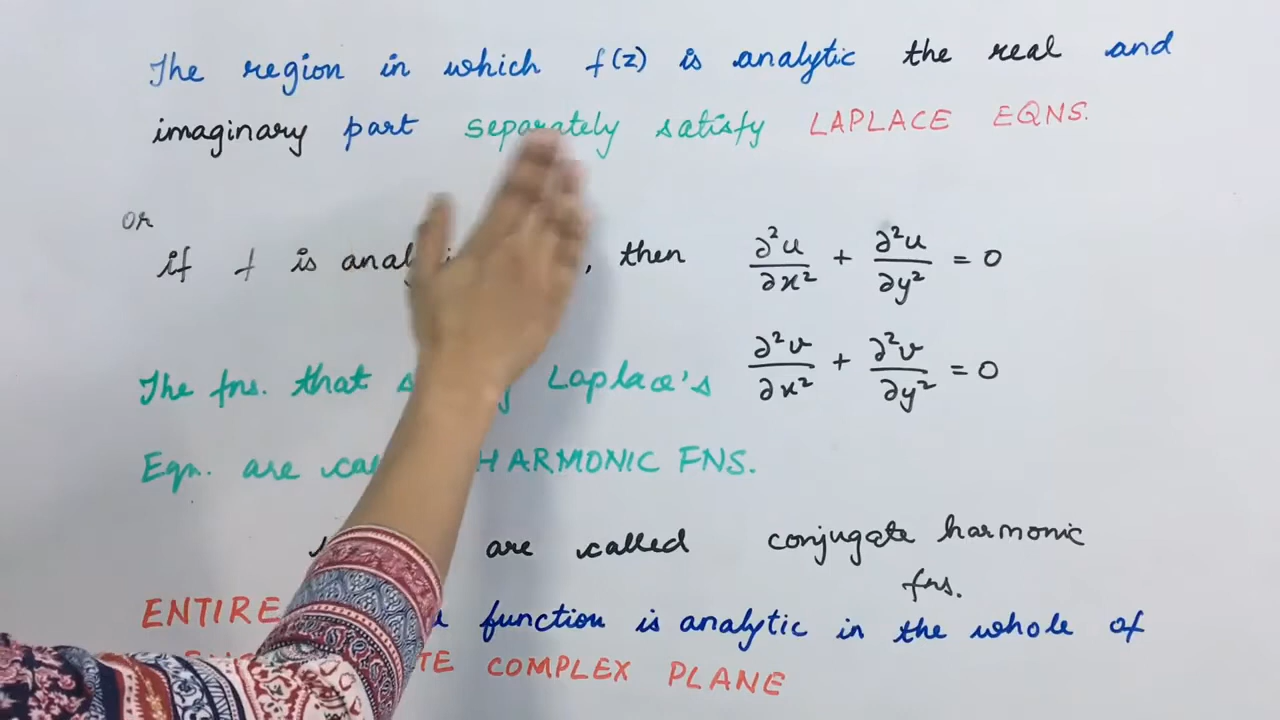 The region in which f(z) is analytic the real and
imaginary part separately satisfy LAPLACE EQNS.
or
if f is , then ∂²u/∂x² + ∂²u/∂y² = 0
∂²v/∂x² + ∂²v/∂y² = 0
The fns. that Laplace's
Eqn. are HARMONIC FNS.
are called conjugate harmonic
fns.
ENTIRE function is analytic in the whole of
COMPLEX PLANE